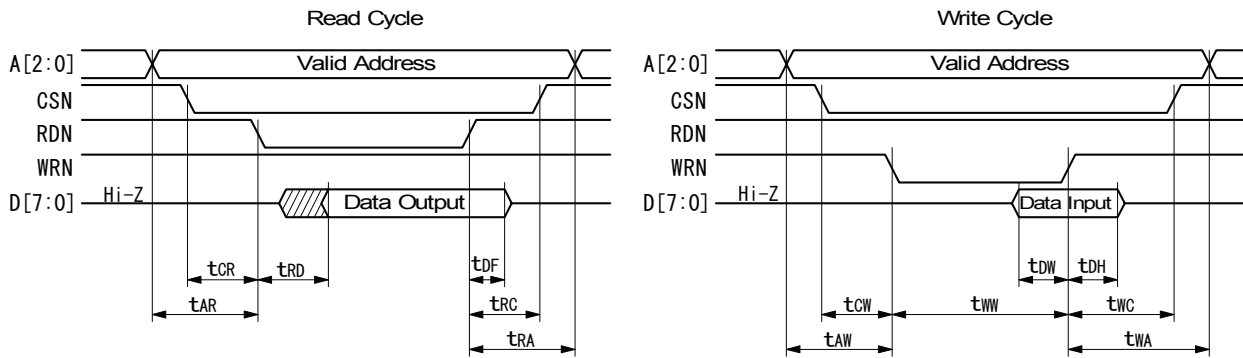 Read Cycle
A[2:0] Valid Address
CSN
RDN
WRN
D[7:0] Hi-Z Data Output
tCR tRD tDF
tAR tRC
tRA
Write Cycle
A[2:0] Valid Address
CSN
RDN
WRN
D[7:0] Hi-Z Data Input
tDW tDH
tCW tWW tWC
tAW tWA